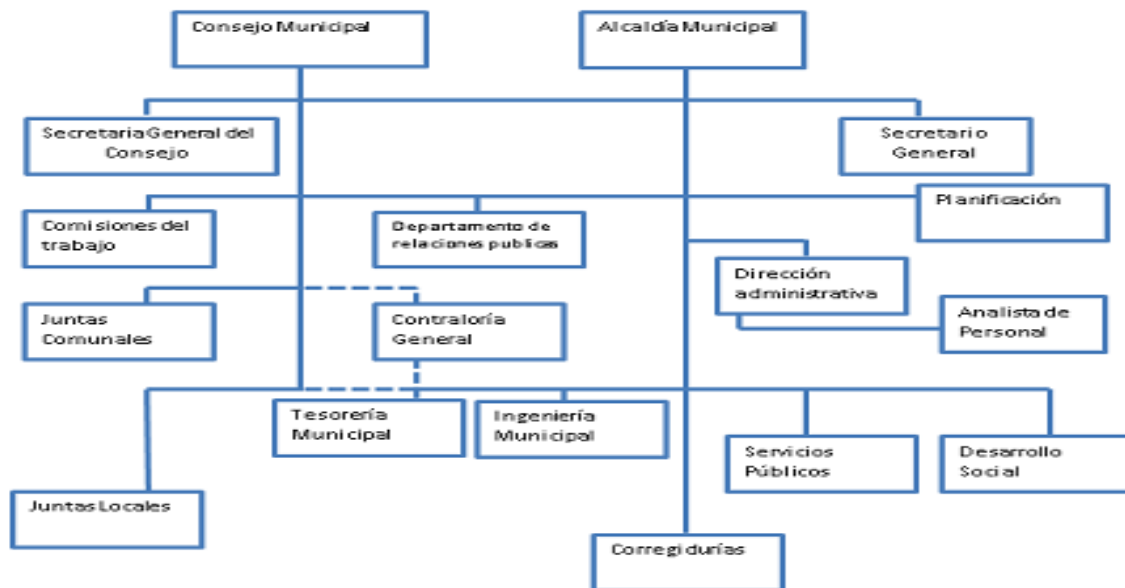 Consejo Municipal
Alcaldía Municipal
Secretaria General del
Consejo
Secretario
General
Planificación
Comisiones del
trabajo
Departamento de
relaciones publicas
Dirección
administrativa
Juntas
Comunales
Contraloría
General
Analista de
Personal
Tesorería
Municipal
Ingeniería
Municipal
Servicios
Públicos
Desarrollo
Social
Juntas Locales
Corregidurías